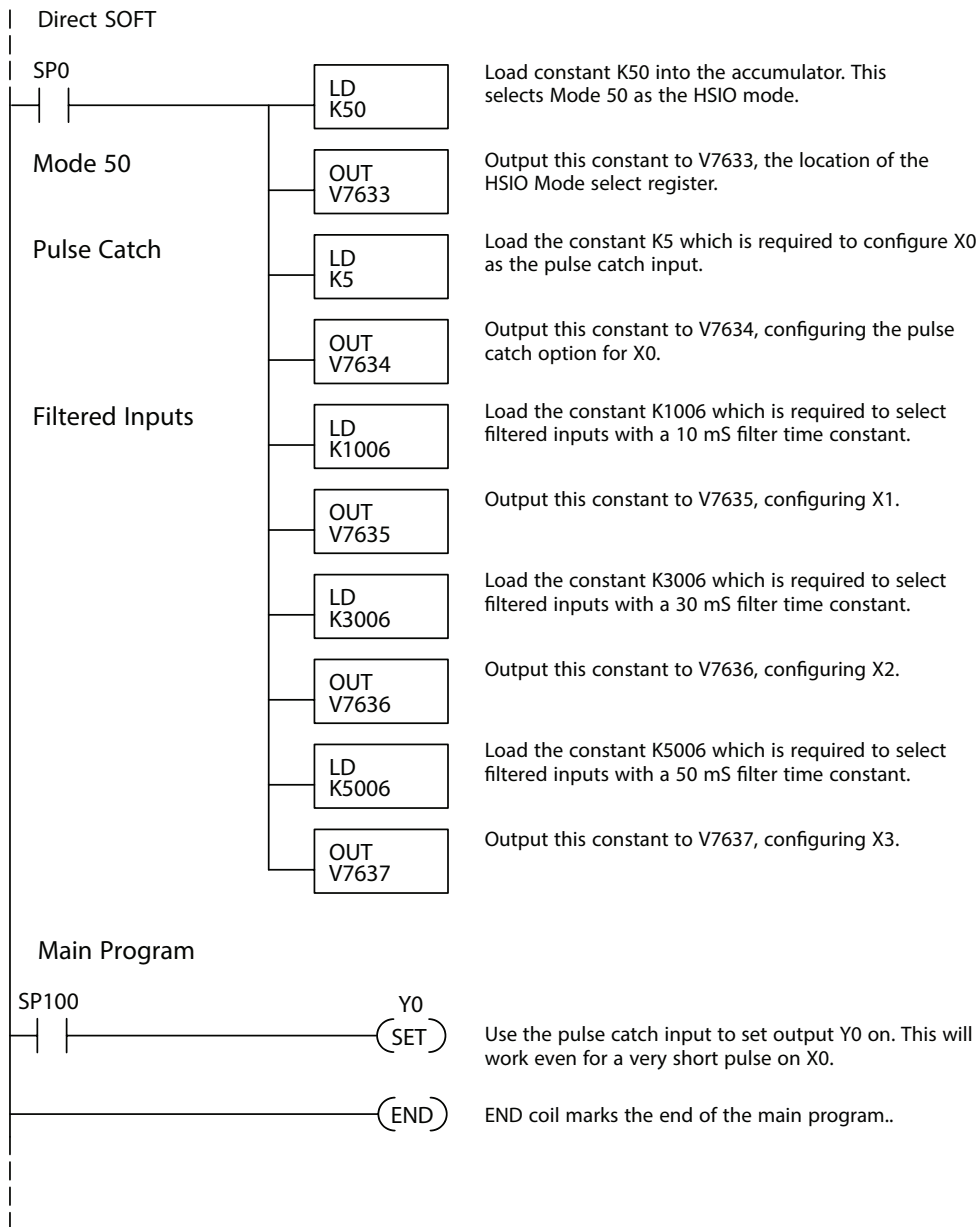 Direct SOFT
SP0
LD
K50
Load constant K50 into the accumulator. This
selects Mode 50 as the HSIO mode.
Mode 50
OUT
V7633
Output this constant to V7633, the location of the
HSIO Mode select register.
Pulse Catch
LD
K5
Load the constant K5 which is required to configure X0
as the pulse catch input.
OUT
V7634
Output this constant to V7634, configuring the pulse
catch option for X0.
Filtered Inputs
LD
K1006
Load the constant K1006 which is required to select
filtered inputs with a 10 mS filter time constant.
OUT
V7635
Output this constant to V7635, configuring X1.
LD
K3006
Load the constant K3006 which is required to select
filtered inputs with a 30 mS filter time constant.
OUT
V7636
Output this constant to V7636, configuring X2.
LD
K5006
Load the constant K5006 which is required to select
filtered inputs with a 50 mS filter time constant.
OUT
V7637
Output this constant to V7637, configuring X3.
Main Program
SP100
Y0
SET
Use the pulse catch input to set output Y0 on. This will
work even for a very short pulse on X0.
END
END coil marks the end of the main program..